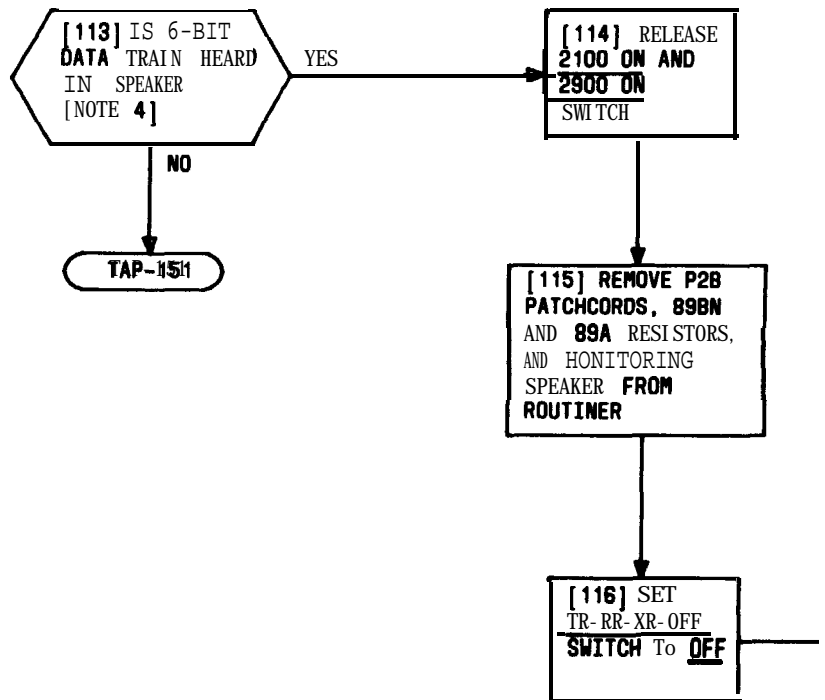 [113] IS 6-BIT
DATA TRAIN HEARD
IN SPEAKER
[NOTE 4]
YES
NO
TAP-151
[114] RELEASE
2100 ON AND
2900 ON
SWITCH
[115] REMOVE P2B
PATCHCORDS, 89BN
AND 89A RESISTORS,
AND HONITORING
SPEAKER FROM
ROUTINER
[116] SET
TR-RR-XR-OFF
SWITCH To OFF